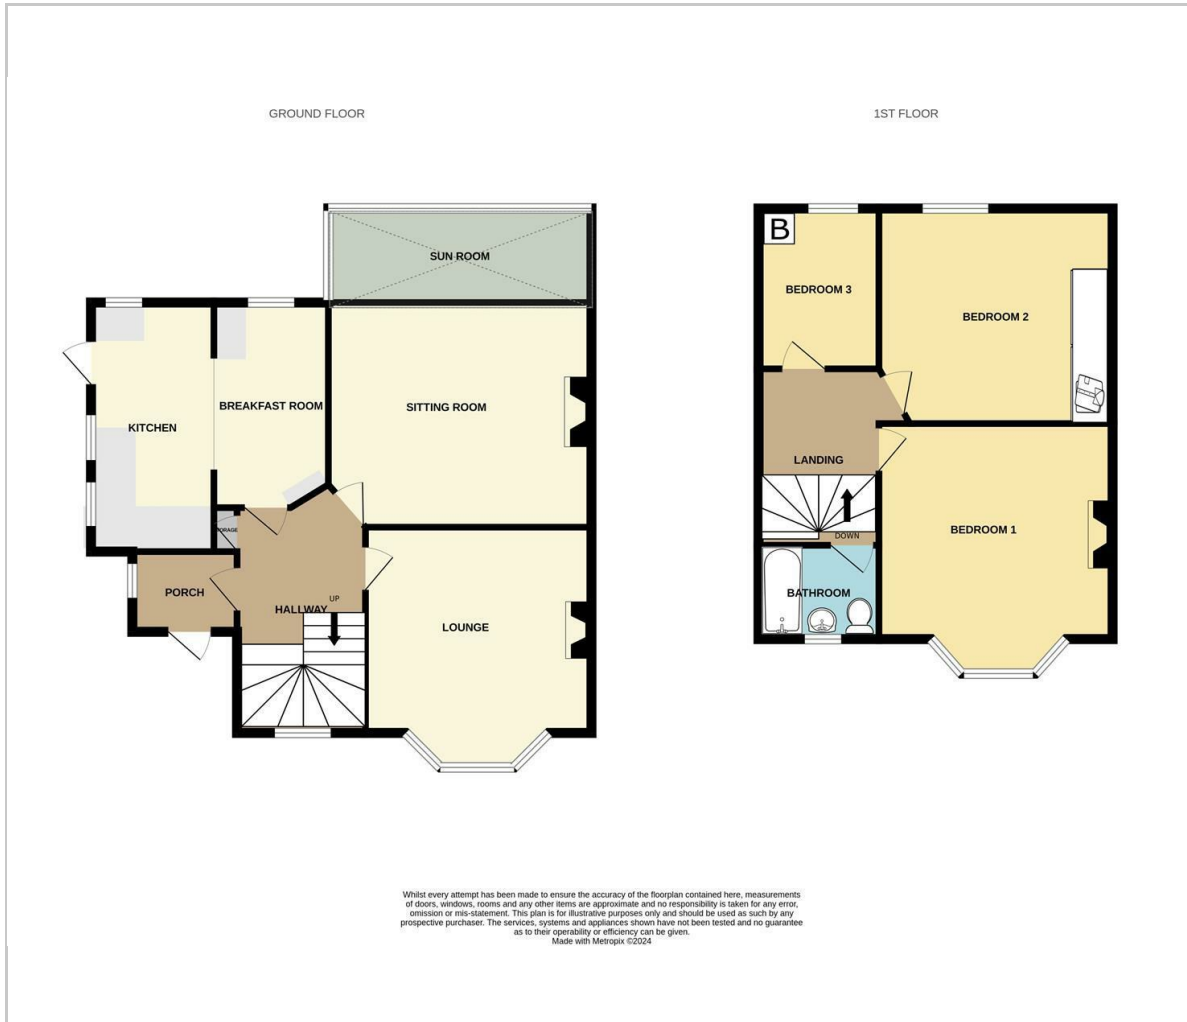 GROUND FLOOR
1ST FLOOR
SUN ROOM
B
BEDROOM 3
BEDROOM 2
BREAKFAST ROOM
SITTING ROOM
KITCHEN
LANDING
STORAGE
BEDROOM 1
DOWN
PORCH
BATHROOM
UP
HALLWAY
LOUNGE
Whilst every attempt has been made to ensure the accuracy of the floorplan contained here, measurements
of doors, windows, rooms and any other items are approximate and no responsibility is taken for any error,
omission or mis-statement. This plan is for illustrative purposes only and should be used as such by any
prospective purchaser. The services, systems and appliances shown have not been tested and no guarantee
as to their operability or efficiency can be given.
Made with Metropix ©2024